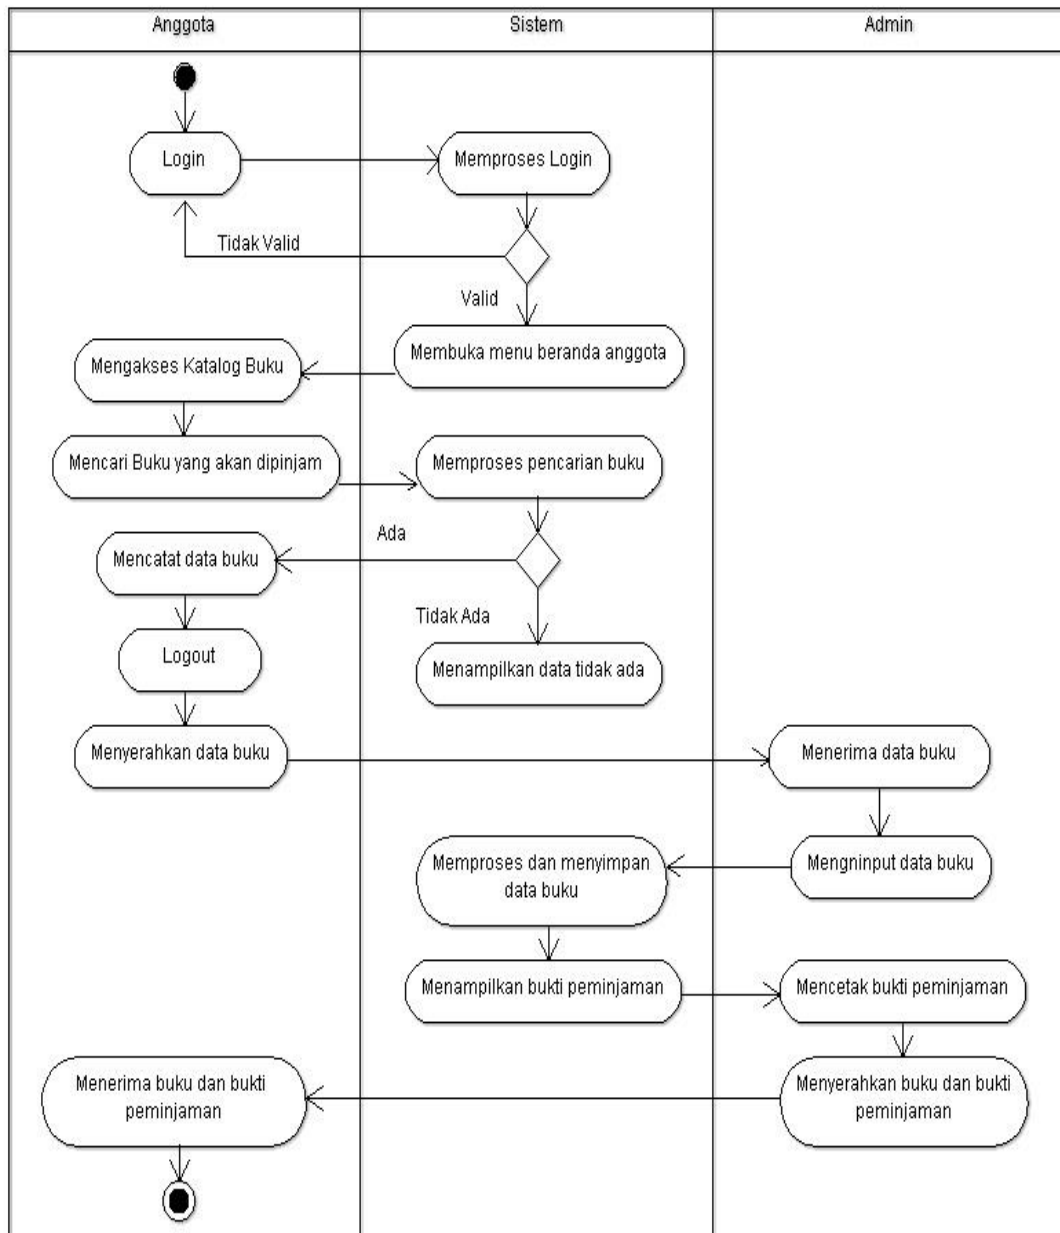 Anggota
Sistem
Admin
Login
Memproses Login
Tidak Valid
Valid
Membuka menu beranda anggota
Mengakses Katalog Buku
Mencari Buku yang akan dipinjam
Memproses pencarian buku
Ada
Mencatat data buku
Tidak Ada
Logout
Menampilkan data tidak ada
Menyerahkan data buku
Menerima data buku
Memproses dan menyimpan
data buku
Mengninput data buku
Menampilkan bukti peminjaman
Mencetak bukti peminjaman
Menerima buku dan bukti
peminjaman
Menyerahkan buku dan bukti
peminjaman